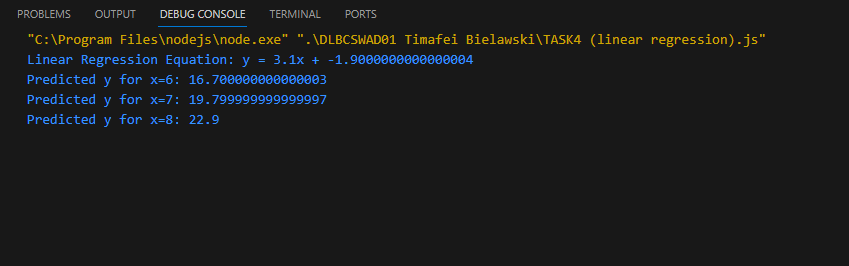 PROBLEMS OUTPUT DEBUG CONSOLE TERMINAL PORTS
"C:\Program Files\nodejs\node.exe" ".\DLBCSWAD01 Timafei Bielawski\TASK4 (linear regression).js"
Linear Regression Equation: y = 3.1x + -1.9000000000000004
Predicted y for x=6: 16.700000000000003
Predicted y for x=7: 19.799999999999997
Predicted y for x=8: 22.9